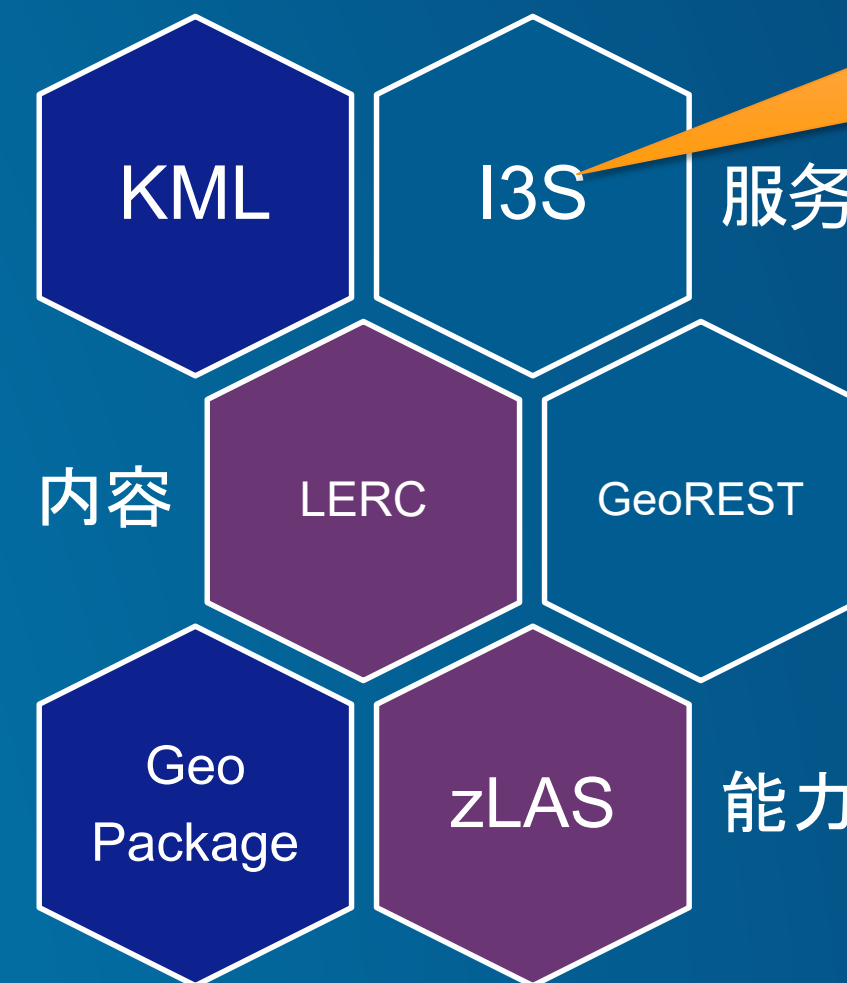 KML
I3S
服务
内容
LERC
GeoREST
Geo
Package
zLAS
能力